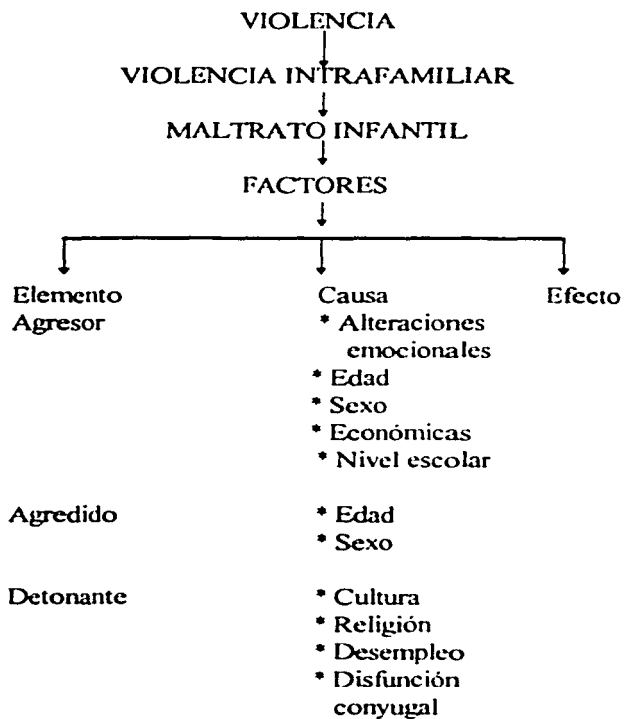 VIOLENCIA
VIOLENCIA INTRAFAMILIAR
MALTRATO INFANTIL
FACTORES
Elemento Causa Efecto
Agresor * Alteraciones
emocionales
* Edad
* Sexo
* Económicas
* Nivel escolar
Agredido * Edad
* Sexo
Detonante * Cultura
* Religión
* Desempleo
* Disfunción
conyugal